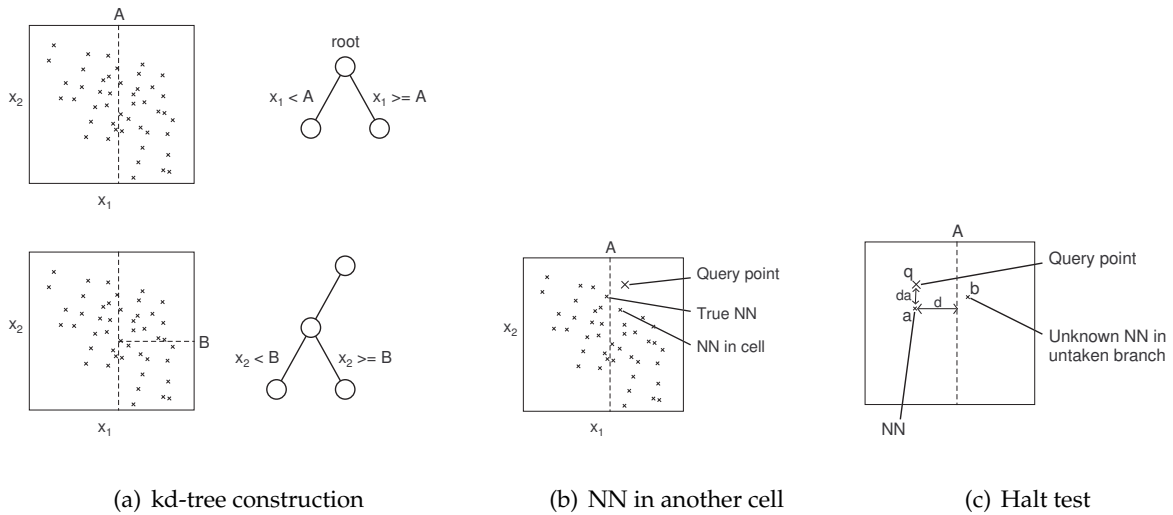 A
x2
x1
root
x1 < A
x1 >= A
x2
B
x1
x2 < B
x2 >= B
A
Query point
True NN
NN in cell
x2
x1
A
q
Query point
da
d
b
a
Unknown NN in
untaken branch
NN
(a) kd-tree construction
(b) NN in another cell
(c) Halt test